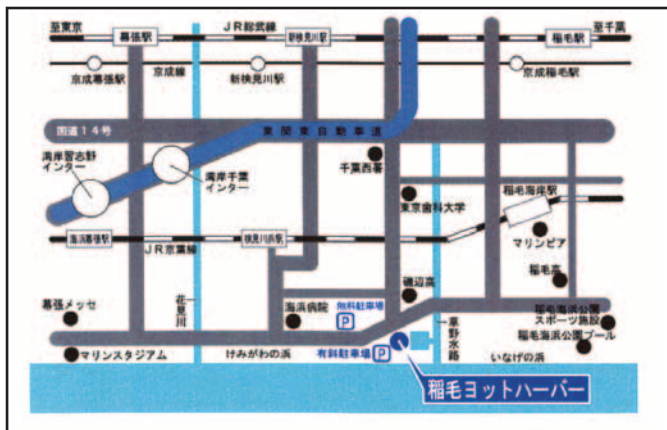 至東京
幕張駅
JR総武線
新検見川駅
稲毛駅
至千葉
京成幕張駅
京成線
新検見川駅
京成稲毛駅
国道14号
東関東自動車道
湾岸習志野
インター
湾岸千葉
インター
千葉西署
東京歯科大学
稲毛海岸駅
マリンピア
海浜幕張駅
JR京葉線
検見川浜駅
稲毛高
磯辺高
幕張メッセ
花見川
海浜病院
無料駐車場
P
草野水路
稲毛海浜公園
スポーツ施設
稲毛海浜公園プール
マリンスタジアム
けみがわの浜
有料駐車場
P
いなげの浜
稲毛ヨットハーバー